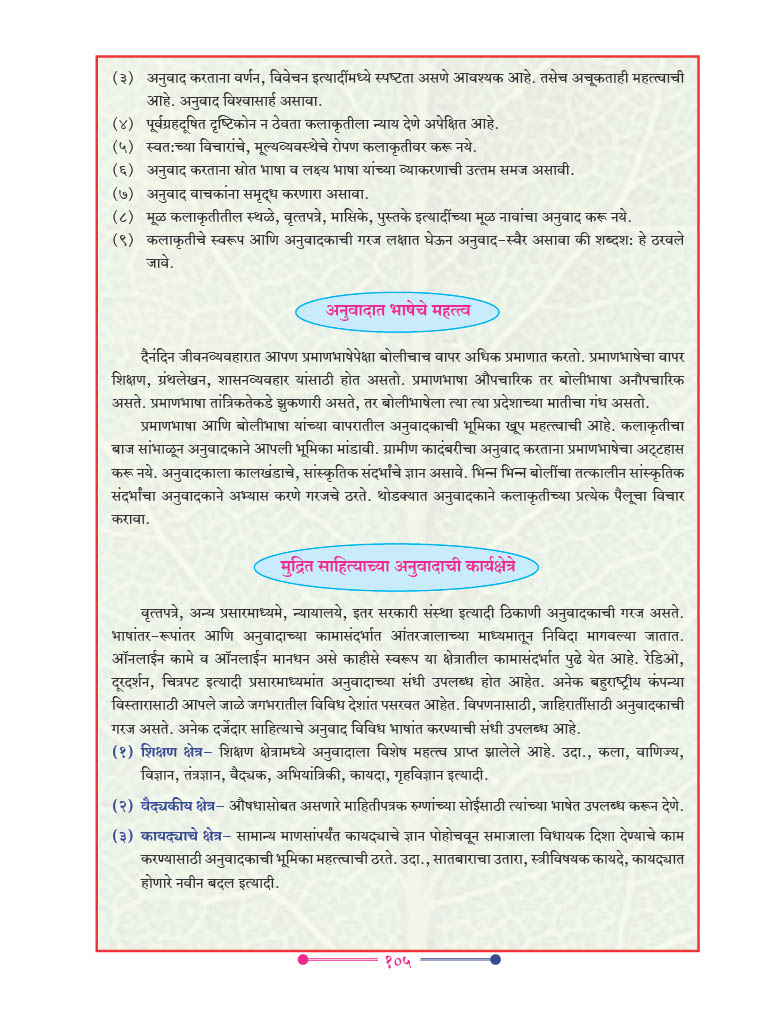 (३) अनुवाद करताना वर्णन, विवेचन इत्यादींमध्ये स्पष्टता असणे आवश्यक आहे. तसेच अचूकताही महत्त्वाची
आहे. अनुवाद विश्वासार्ह असावा.
(४) पूर्वग्रहदूषित दृष्टिकोन न ठेवता कलाकृतीला न्याय देणे अपेक्षित आहे.
(५) स्वत:च्या विचारांचे, मूल्यव्यवस्थेचे रोपण कलाकृतीवर करू नये.
(६) अनुवाद करताना स्रोत भाषा व लक्ष्य भाषा यांच्या व्याकरणाची उत्तम समज असावी.
(७) अनुवाद वाचकांना समृद्ध करणारा असावा.
(८) मूळ कलाकृतीतील स्थळे, वृत्तपत्रे, मासिके, पुस्तके इत्यादींच्या मूळ नावांचा अनुवाद करू नये.
(९) कलाकृतीचे स्वरूप आणि अनुवादकाची गरज लक्षात घेऊन अनुवाद-स्वैर असावा की शब्दश: हे ठरवले
जावे.
अनुवादात भाषेचे महत्त्व
दैनंदिन जीवनव्यवहारात आपण प्रमाणभाषेपेक्षा बोलीचाच वापर अधिक प्रमाणात करतो. प्रमाणभाषेचा वापर
शिक्षण, ग्रंथलेखन, शासनव्यवहार यांसाठी होत असतो. प्रमाणभाषा औपचारिक तर बोलीभाषा अनौपचारिक
असते. प्रमाणभाषा तांत्रिकतेकडे झुकणारी असते, तर बोलीभाषेला त्या त्या प्रदेशाच्या मातीचा गंध असतो.
प्रमाणभाषा आणि बोलीभाषा यांच्या वापरातील अनुवादकाची भूमिका खूप महत्वाची आहे. कलाकृतीचा
बाज सांभाळून अनुवादकाने आपली भूमिका मांडावी. ग्रामीण कादंबरीचा अनुवाद करताना प्रमाणभाषेचा अट्टहास
करू नये. अनुवादकाला कालखंडाचे, सांस्कृतिक संदर्भांचे ज्ञान असावे. भिन्न भिन्न बोलींचा तत्कालीन सांस्कृतिक
संदर्भांचा अनुवादकाने अभ्यास करणे गरजचे ठरते. थोडक्यात अनुवादकाने कलाकृतीच्या प्रत्येक पैलूचा विचार
करावा.
मुद्रित साहित्याच्या अनुवादाची कार्यक्षेत्रे
वृत्तपत्रे, अन्य प्रसारमाध्यमे, न्यायालये, इतर सरकारी संस्था इत्यादी ठिकाणी अनुवादकाची गरज असते.
भाषांतर-रूपांतर आणि अनुवादाच्या कामासंदर्भात आंतरजालाच्या माध्यमातून निविदा मागवल्या जातात.
ऑनलाईन कामे व ऑनलाईन मानधन असे काहीसे स्वरूप या क्षेत्रातील कामासंदर्भात पुढे येत आहे. रेडिओ,
दूरदर्शन, चित्रपट इत्यादी प्रसारमाध्यमांत अनुवादाच्या संधी उपलब्ध होत आहेत. अनेक बहुराष्ट्रीय कंपन्या
विस्तारासाठी आपले जाळे जगभरातील विविध देशांत पसरवत आहेत. विपणनासाठी, जाहिरातींसाठी अनुवादकाची
गरज असते. अनेक दर्जेदार साहित्याचे अनुवाद विविध भाषांत करण्याची संधी उपलब्ध आहे.
(१) शिक्षण क्षेत्र– शिक्षण क्षेत्रामध्ये अनुवादाला विशेष महत्त्व प्राप्त झालेले आहे. उदा., कला, वाणिज्य,
विज्ञान, तंत्रज्ञान, वैद्यक, अभियांत्रिकी, कायदा, गृहविज्ञान इत्यादी.
(२) वैद्यकीय क्षेत्र– औषधासोबत असणारे माहितीपत्रक रुग्णांच्या सोईसाठी त्यांच्या भाषेत उपलब्ध करून देणे.
(३) कायद्याचे क्षेत्र– सामान्य माणसांपर्यंत कायद्याचे ज्ञान पोहोचवून समाजाला विधायक दिशा देण्याचे काम
करण्यासाठी अनुवादकाची भूमिका महत्वाची ठरते. उदा., सातबाराचा उतारा, स्त्रीविषयक कायदे, कायद्यात
होणारे नवीन बदल इत्यादी.
१०५